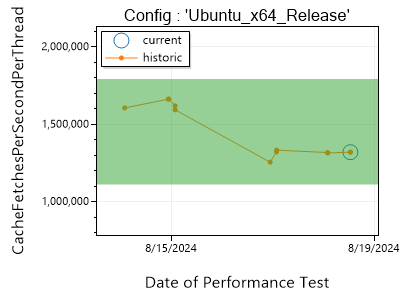 Config : 'Ubuntu_x64_Release'
CacheFetchesPerSecondPerThread
2,000,000
1,500,000
1,000,000
current
historic
8/15/2024
8/19/2024
Date of Performance Test